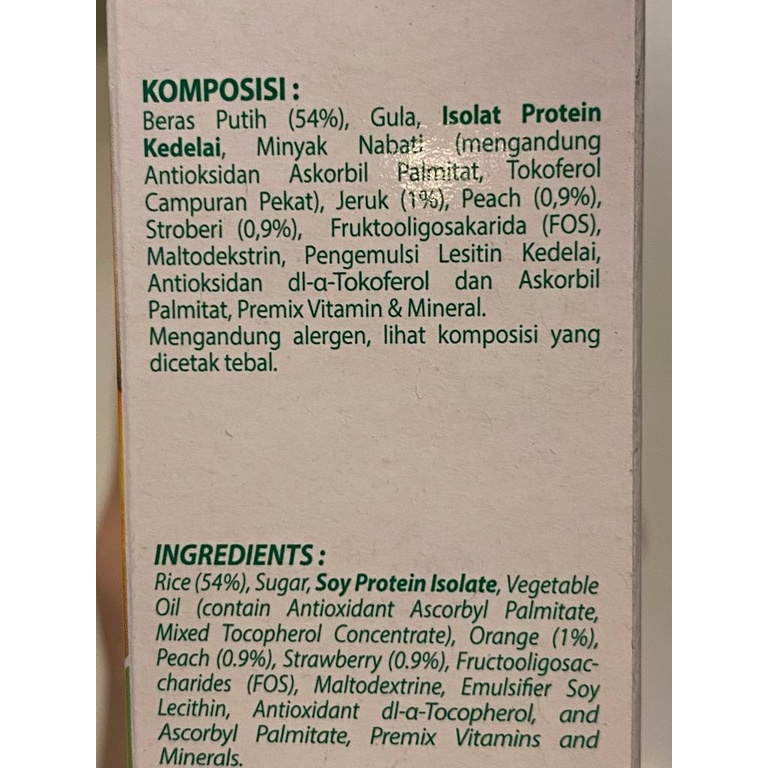 KOMPOSISI :
Beras Putih (54%), Gula, Isolat Protein
Kedelai, Minyak Nabati (mengandung
Antioksidan Askorbil Palmitat, Tokoferol
Campuran Pekat), Jeruk (1%), Peach (0,9%),
Stroberi (0,9%), Fruktooligosakarida (FOS),
Maltodekstrin, Pengemulsi Lesitin Kedelai,
Antioksidan dl-α-Tokoferol dan Askorbil
Palmitat, Premix Vitamin & Mineral.
Mengandung alergen, lihat komposisi yang
dicetak tebal.
INGREDIENTS :
Rice (54%), Sugar, Soy Protein Isolate, Vegetable
Oil (contain Antioxidant Ascorbyl Palmitate,
Mixed Tocopherol Concentrate), Orange (1%),
Peach (0.9%), Strawberry (0.9%), Fructooligosac-
charides (FOS), Maltodextrine, Emulsifier Soy
Lecithin, Antioxidant dl-α-Tocopherol, and
Ascorbyl Palmitate, Premix Vitamins and
Minerals.